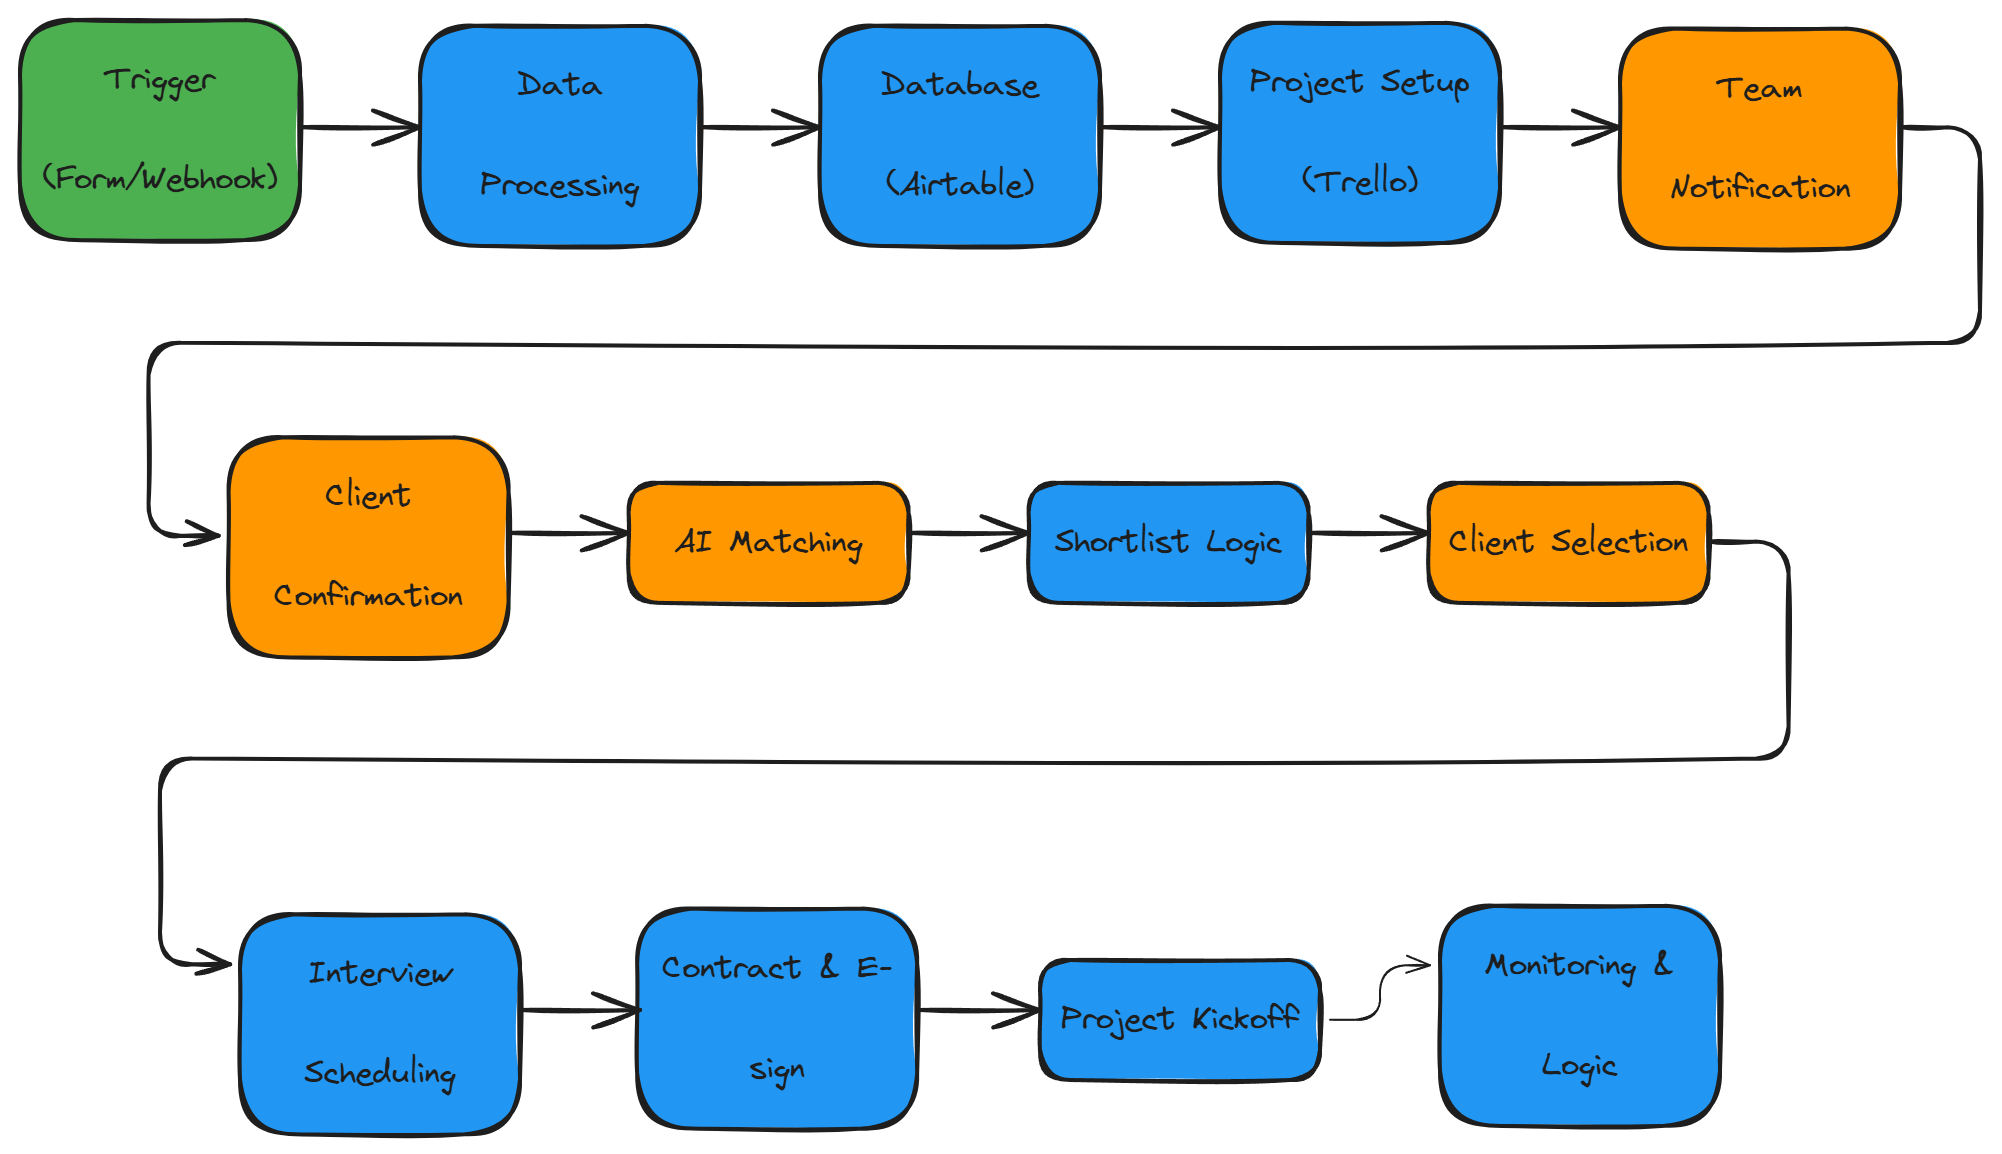 Trigger
(Form/Webhook)
Data
Processing
Database
(Airtable)
Project Setup
(Trello)
Team
Notification
Client
Confirmation
AI Matching
Shortlist Logic
Client Selection
Interview
Scheduling
Contract & E-
sign
Project Kickoff
Monitoring &
Logic